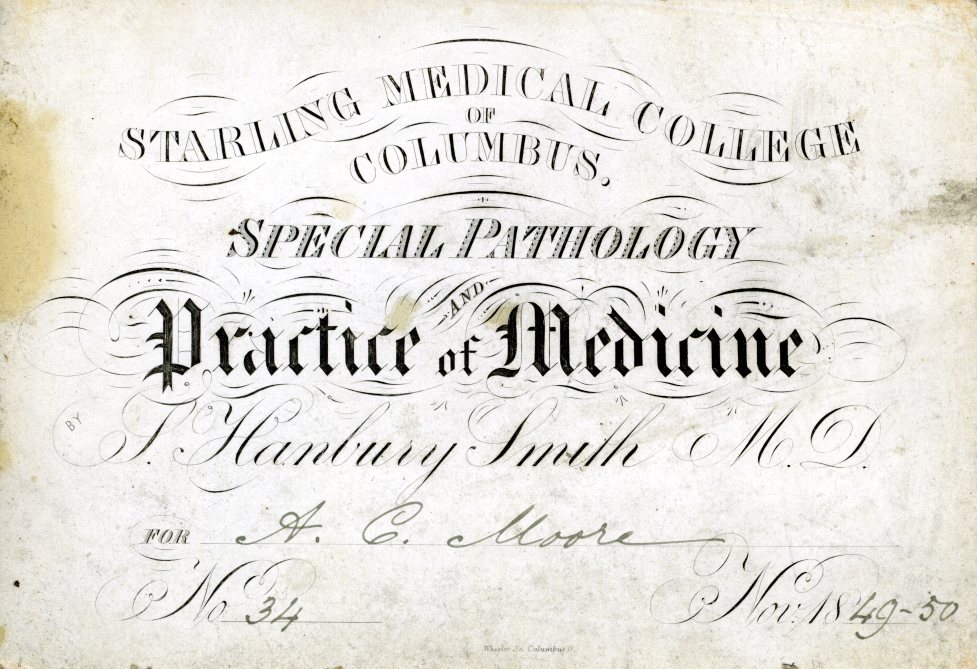 STARLING MEDICAL COLLEGE
OF
COLUMBUS.
SPECIAL PATHOLOGY
AND
Practice of Medicine
BY S. Hanbury Smith M.D.
FOR A. C. Moore
No 34 Nov. 1849-50
Columbus O.